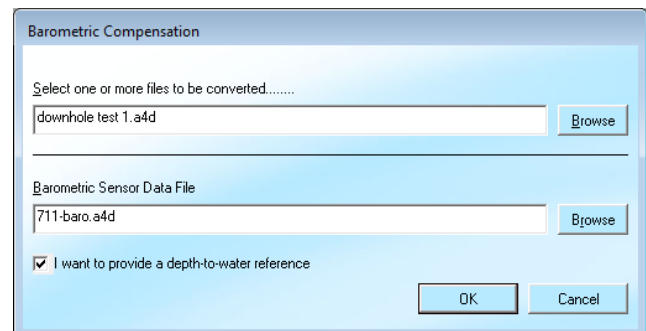 Barometric Compensation
Select one or more files to be converted........
downhole test 1.a4d
Browse
Barometric Sensor Data File
711-baro.a4d
Browse
I want to provide a depth-to-water reference
OK
Cancel